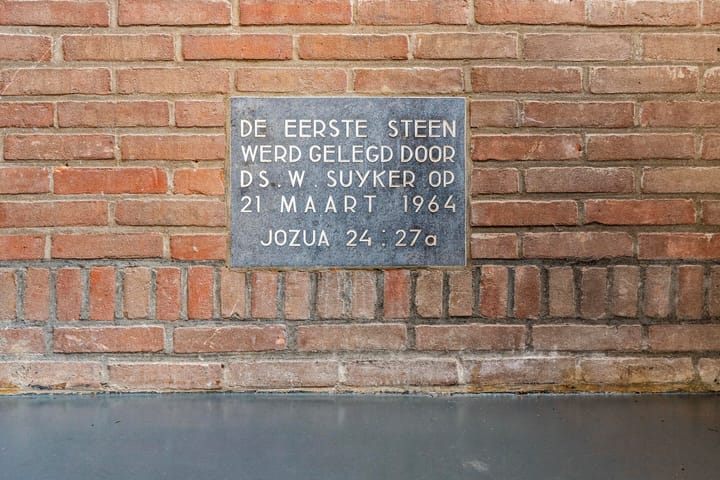 DE EERSTE STEEN
WERD GELEGD DOOR
DS. W. SUYKER OP
21 MAART 1964
JOZUA 24 : 27a